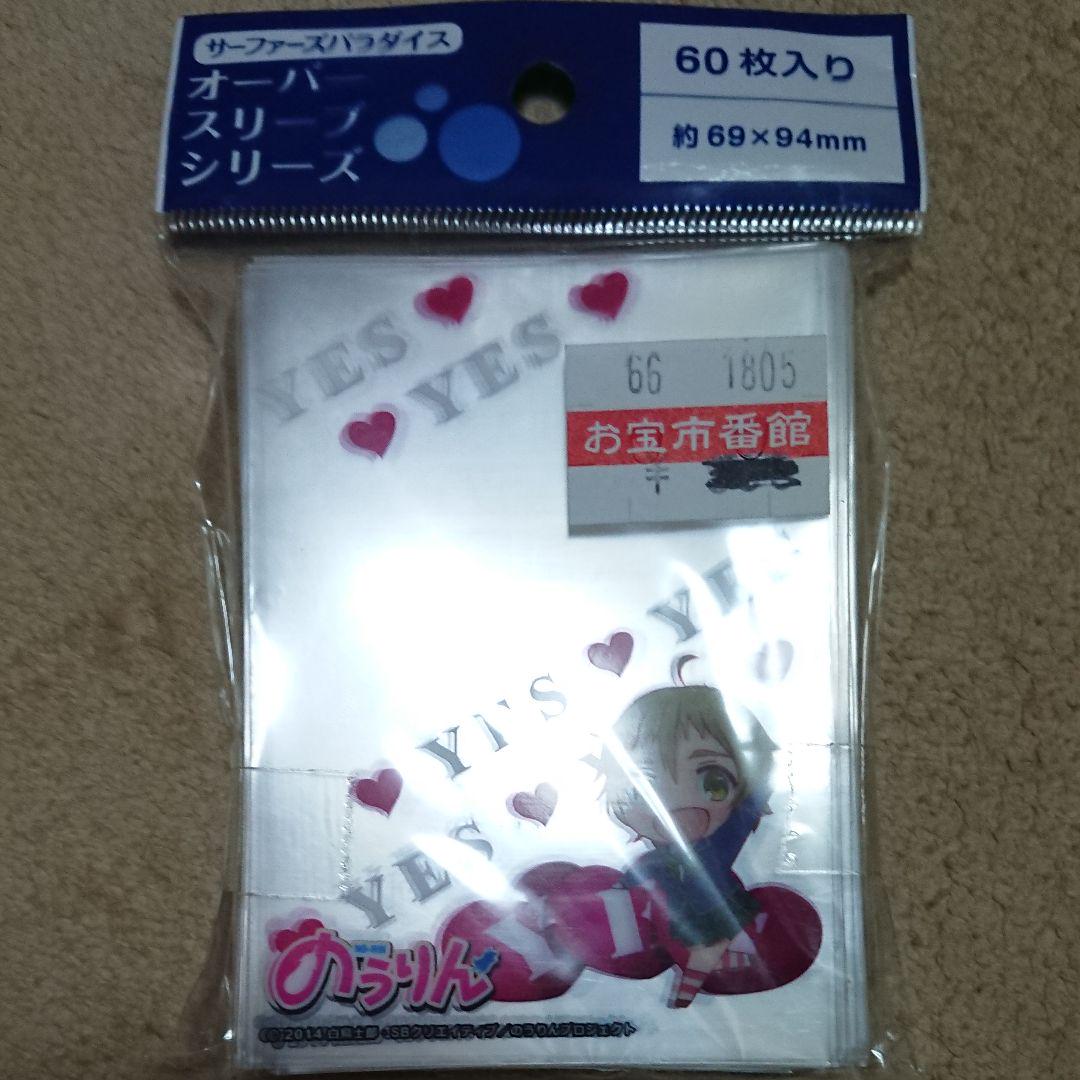 サーファーズパラダイス
オーバー
スリーブ
シリーズ
60枚入り
約69×94mm
YES
YES
66 1805
お宝市番館
キ
YES
YES
YES
YES
のうりん
(C)2014 白鳥士郎・SBクリエイティブ/のうりんプロジェクト